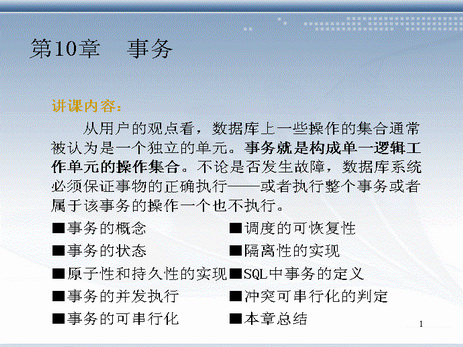 第10章　事务
讲课内容：
从用户的观点看，数据库上一些操作的集合通常
被认为是一个独立的单元。事务就是构成单一逻辑工
作单元的操作集合。不论是否发生故障，数据库系统
必须保证事物的正确执行——或者执行整个事务或者
属于该事务的操作一个也不执行。
■事务的概念　■调度的可恢复性
■事务的状态　■隔离性的实现
■原子性和持久性的实现■SQL中事务的定义
■事务的并发执行　■冲突可串行化的判定
■事务的可串行化　■本章总结
1